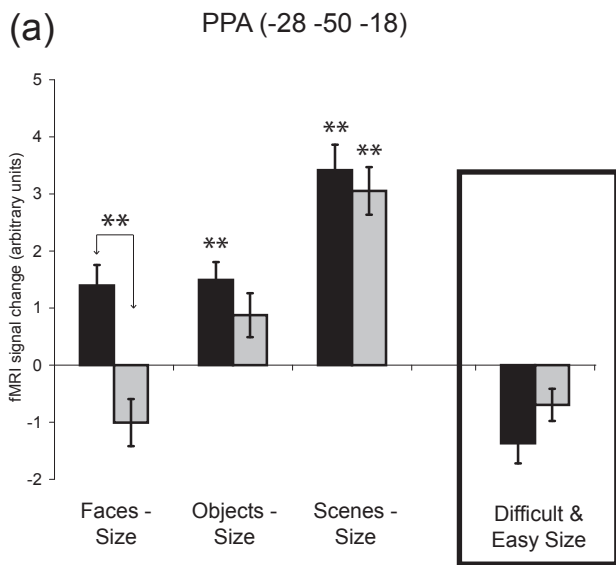 (a)
PPA (-28 -50 -18)
fMRI signal change (arbitrary units)
5
4
3
2
1
0
-1
-2
**
**
**
**
Faces -
Size
Objects -
Size
Scenes -
Size
Difficult &
Easy Size